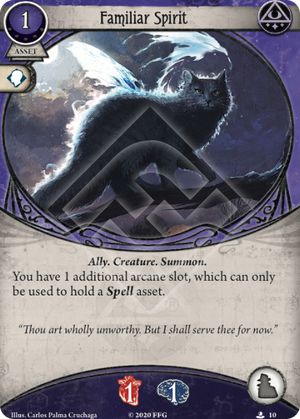 1
Familiar Spirit
ASSET
Ally. Creature. Summon.
You have 1 additional arcane slot, which can only
be used to hold a Spell asset.
"Thou art wholly unworthy. But I shall serve thee for now."
1
1
Illus. Carlos Palma Cruchaga
© 2020 FFG
10